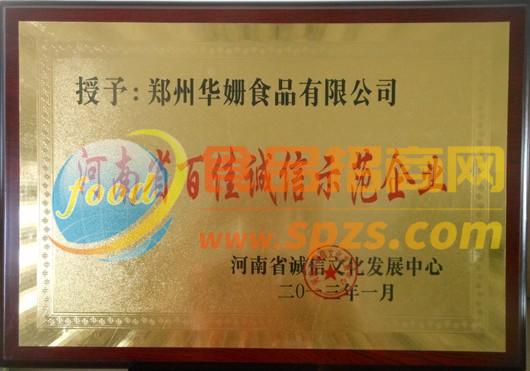 授予：郑州华姗食品有限公司
河南省百佳诚信示范企业
food 食品招商网
www.spzs.com
河南省诚信文化发展中心
二〇一三年一月